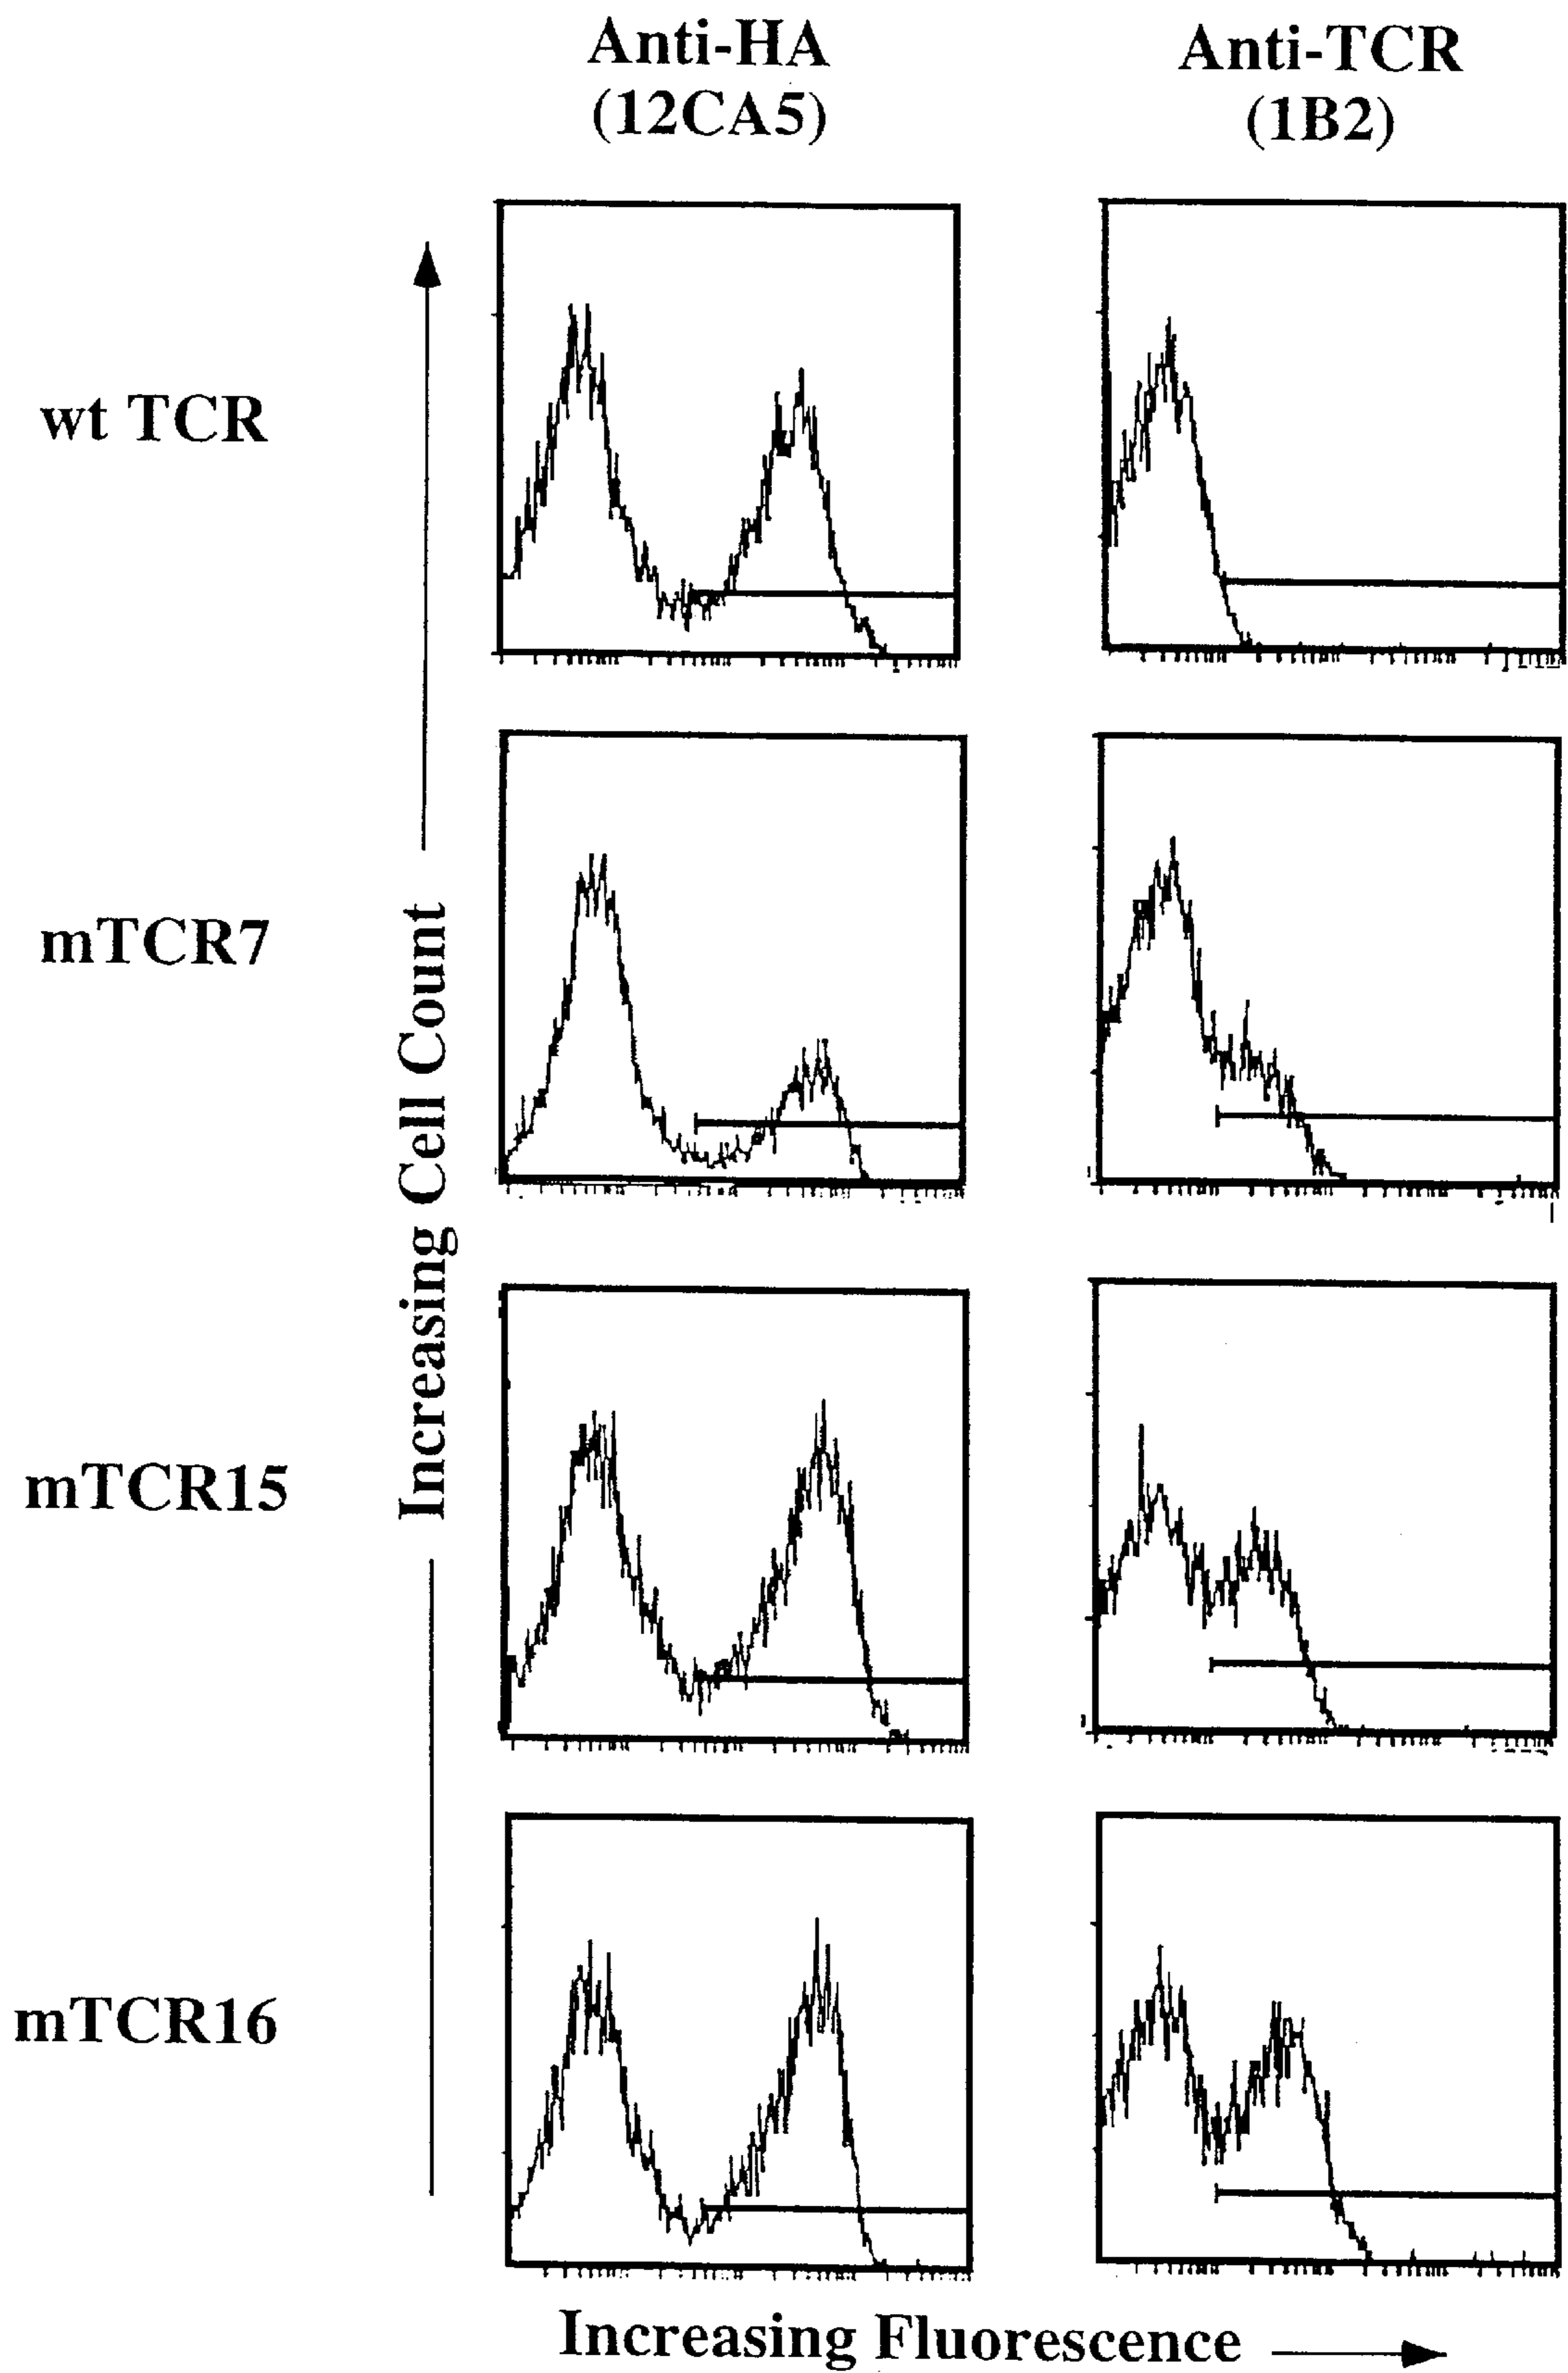 Anti-HA
(12CA5)
Anti-TCR
(1B2)
wt TCR
mTCR7
mTCR15
mTCR16
Increasing Cell Count
Increasing Fluorescence